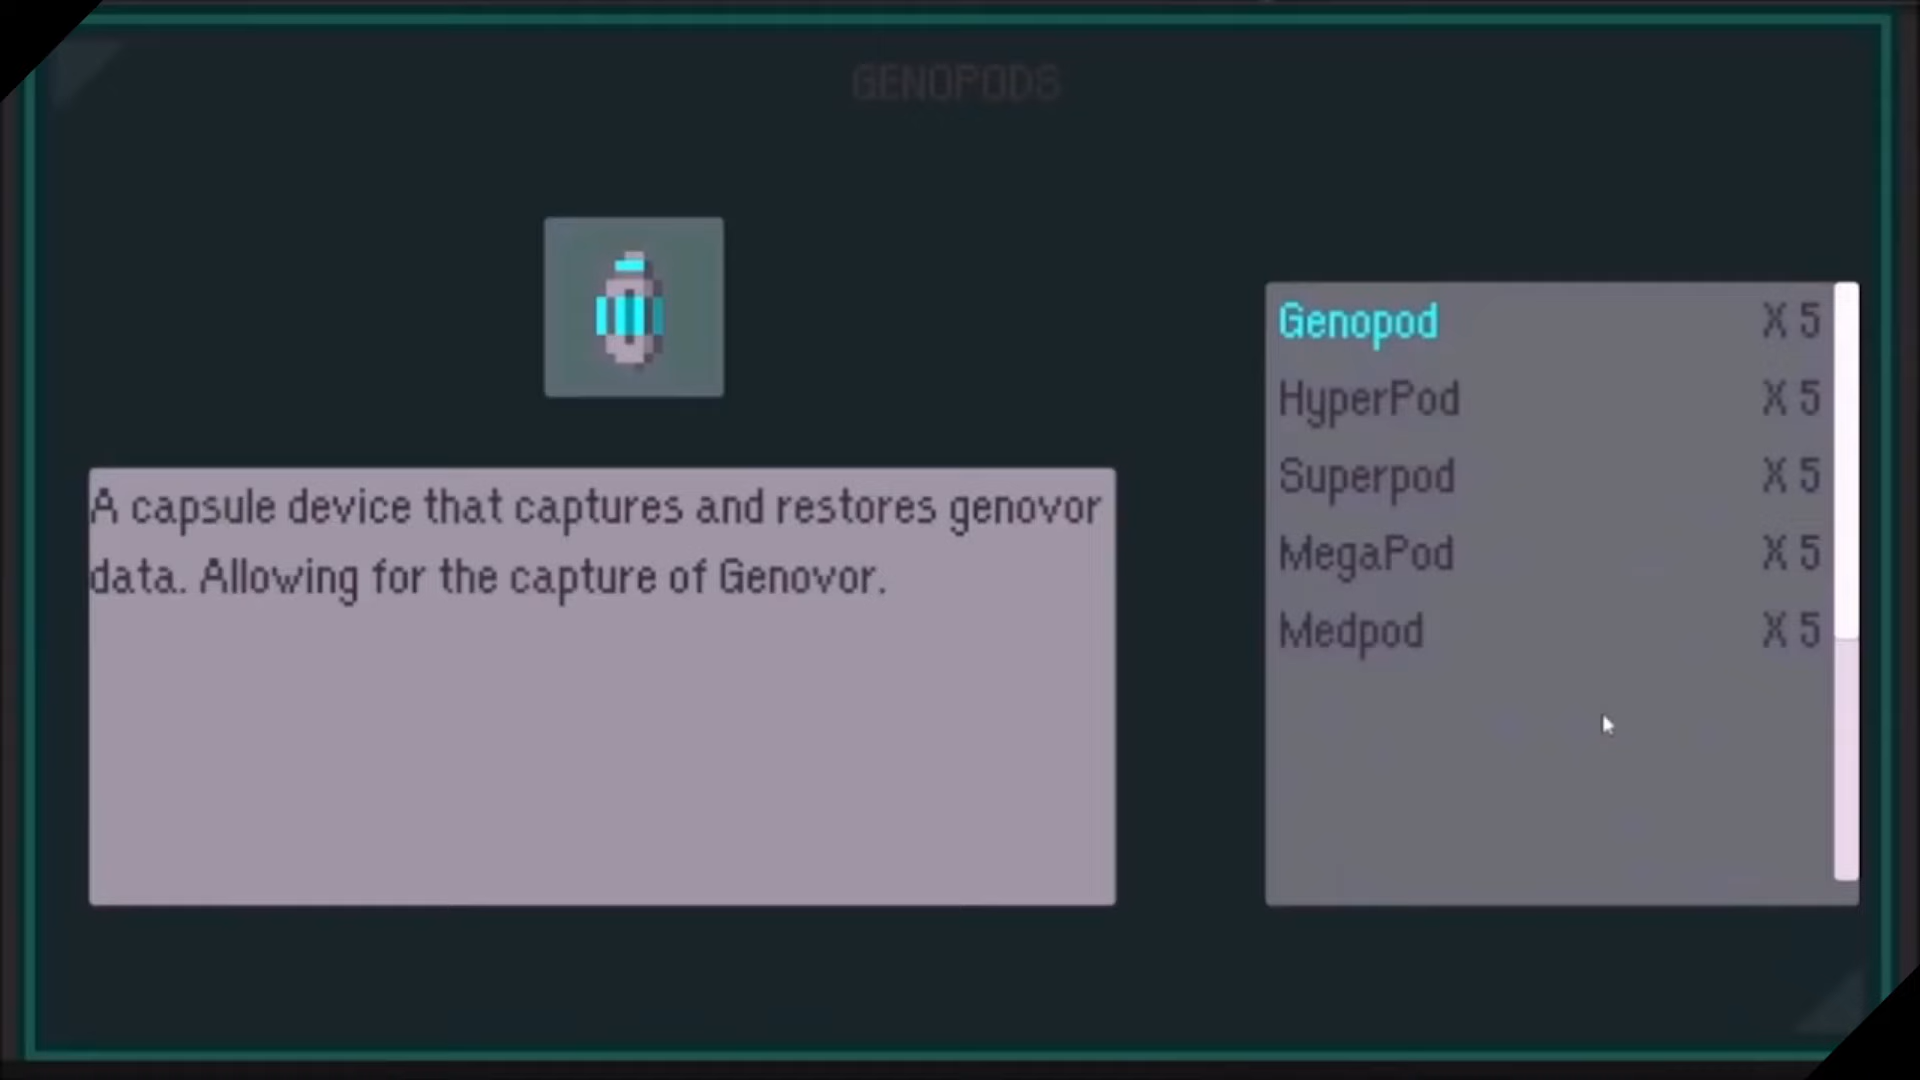 GENOPODS
A capsule device that captures and restores genovor
data. Allowing for the capture of Genovor.
Genopod X 5
HyperPod X 5
Superpod X 5
MegaPod X 5
Medpod X 5